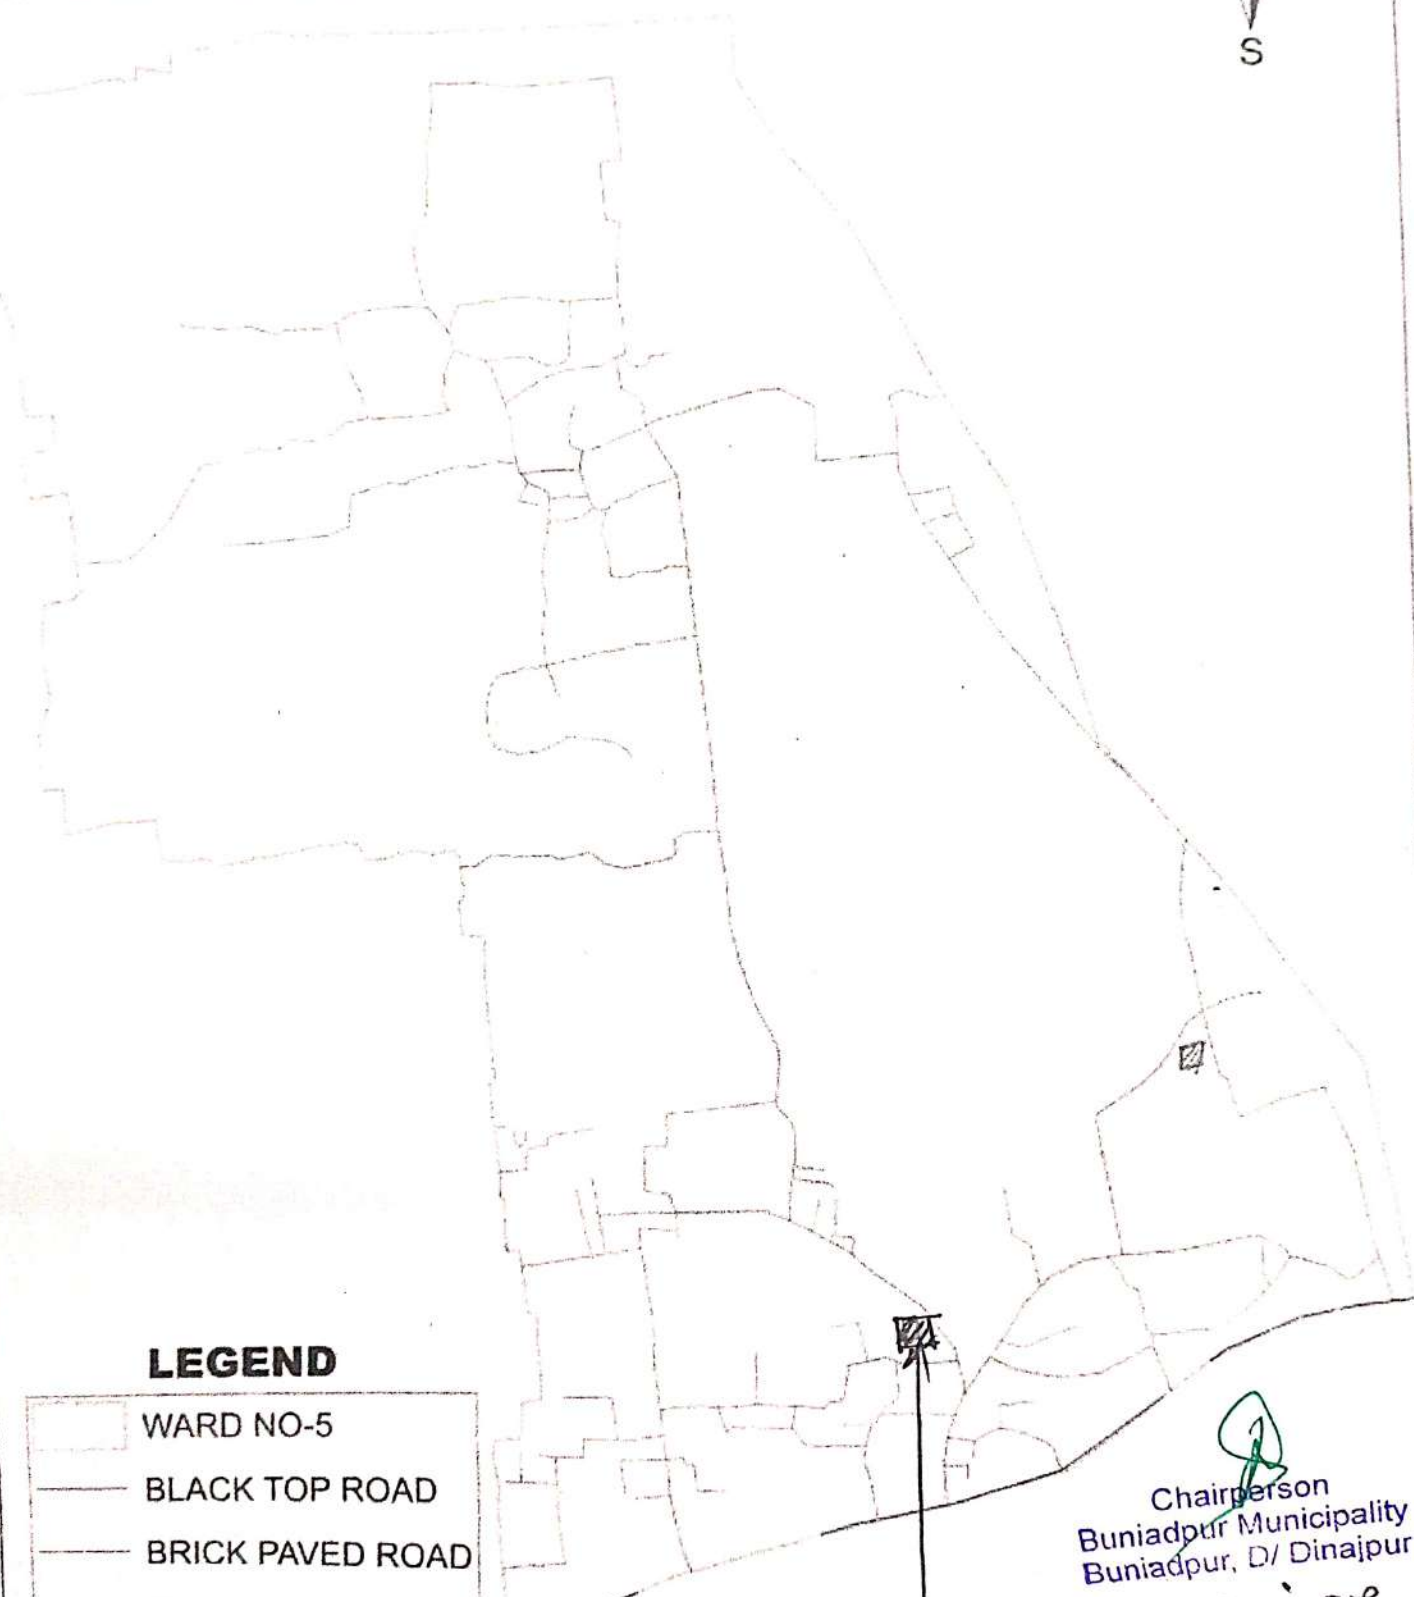 S
LEGEND
WARD NO-5
BLACK TOP ROAD
BRICK PAVED ROAD
Chairperson
Buniadpur Municipality
Buniadpur, D/ Dinajpur